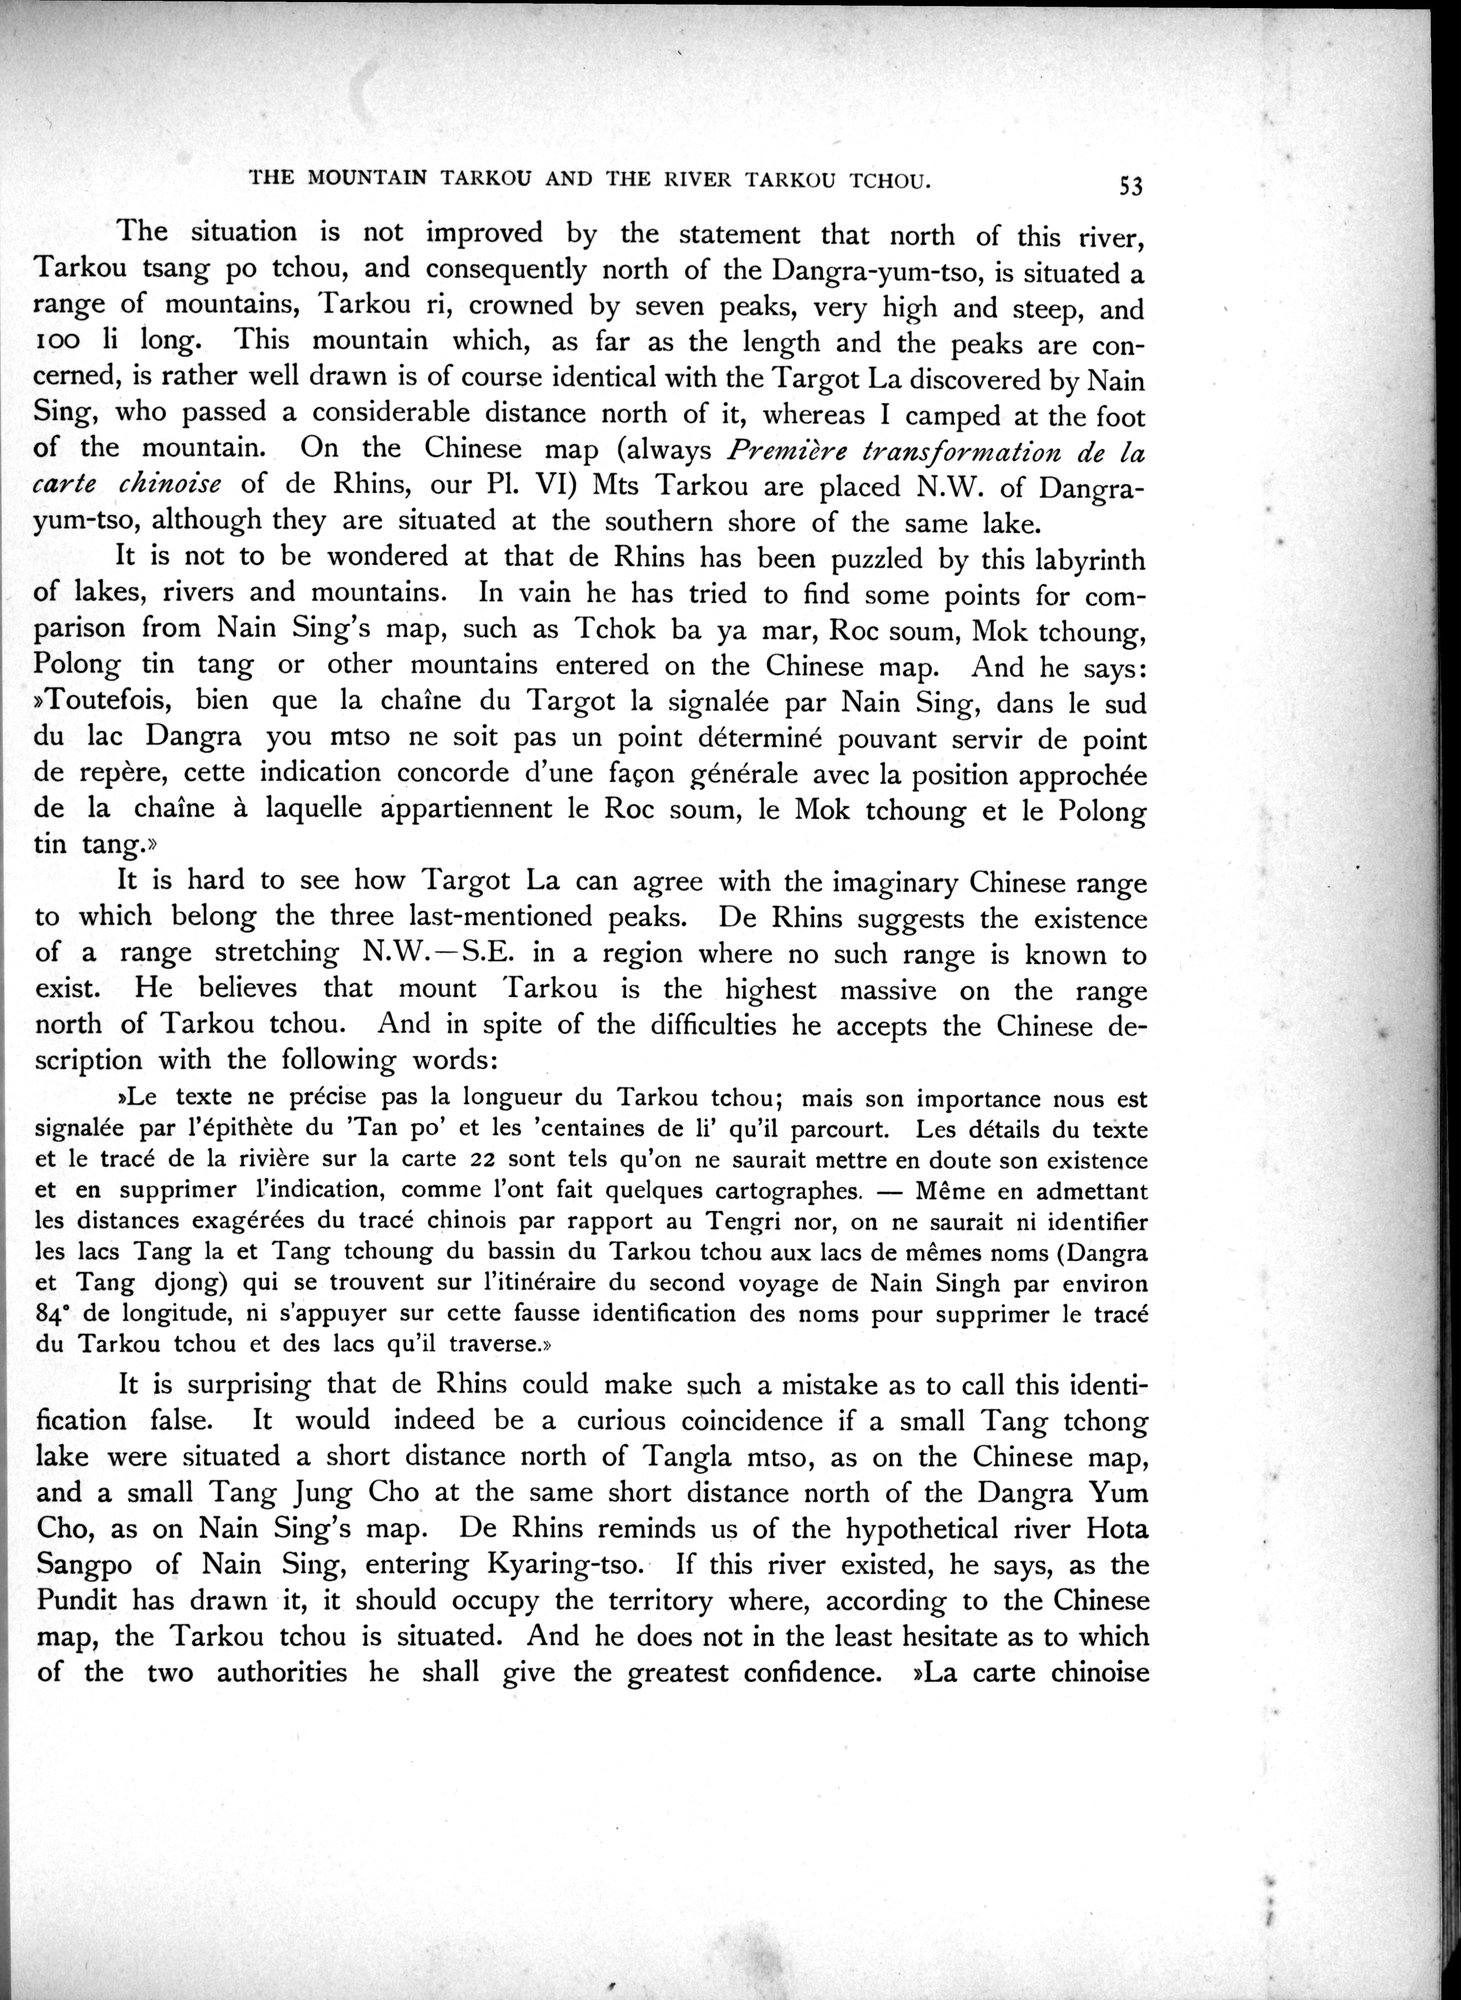 THE MOUNTAIN TARKOU AND THE RIVER TARKOU TCHOU.
53
The situation is not improved by the statement that north of this river,
Tarkou tsang po tchou, and consequently north of the Dangra-yum-tso, is situated a
range of mountains, Tarkou ri, crowned by seven peaks, very high and steep, and
100 li long. This mountain which, as far as the length and the peaks are con-
cerned, is rather well drawn is of course identical with the Targot La discovered by Nain
Sing, who passed a considerable distance north of it, whereas I camped at the foot
of the mountain. On the Chinese map (always Première transformation de la
carte chinoise of de Rhins, our Pl. VI) Mts Tarkou are placed N.W. of Dangra-
yum-tso, although they are situated at the southern shore of the same lake.
It is not to be wondered at that de Rhins has been puzzled by this labyrinth
of lakes, rivers and mountains. In vain he has tried to find some points for com-
parison from Nain Sing's map, such as Tchok ba ya mar, Roc soum, Mok tchoung,
Polong tin tang or other mountains entered on the Chinese map. And he says:
»Toutefois, bien que la chaîne du Targot la signalée par Nain Sing, dans le sud
du lac Dangra you mtso ne soit pas un point déterminé pouvant servir de point
de repère, cette indication concorde d'une façon générale avec la position approchée
de la chaîne à laquelle appartiennent le Roc soum, le Mok tchoung et le Polong
tin tang.»
It is hard to see how Targot La can agree with the imaginary Chinese range
to which belong the three last-mentioned peaks. De Rhins suggests the existence
of a range stretching N.W.—S.E. in a region where no such range is known to
exist. He believes that mount Tarkou is the highest massive on the range
north of Tarkou tchou. And in spite of the difficulties he accepts the Chinese de-
scription with the following words:
»Le texte ne précise pas la longueur du Tarkou tchou; mais son importance nous est
signalée par l'épithète du 'Tan po' et les 'centaines de li' qu'il parcourt. Les détails du texte
et le tracé de la rivière sur la carte 22 sont tels qu'on ne saurait mettre en doute son existence
et en supprimer l'indication, comme l'ont fait quelques cartographes. — Même en admettant
les distances exagérées du tracé chinois par rapport au Tengri nor, on ne saurait ni identifier
les lacs Tang la et Tang tchoung du bassin du Tarkou tchou aux lacs de mêmes noms (Dangra
et Tang djong) qui se trouvent sur l'itinéraire du second voyage de Nain Singh par environ
84° de longitude, ni s'appuyer sur cette fausse identification des noms pour supprimer le tracé
du Tarkou tchou et des lacs qu'il traverse.»
It is surprising that de Rhins could make such a mistake as to call this identi-
fication false. It would indeed be a curious coincidence if a small Tang tchong
lake were situated a short distance north of Tangla mtso, as on the Chinese map,
and a small Tang Jung Cho at the same short distance north of the Dangra Yum
Cho, as on Nain Sing's map. De Rhins reminds us of the hypothetical river Hota
Sangpo of Nain Sing, entering Kyaring-tso. If this river existed, he says, as the
Pundit has drawn it, it should occupy the territory where, according to the Chinese
map, the Tarkou tchou is situated. And he does not in the least hesitate as to which
of the two authorities he shall give the greatest confidence. »La carte chinoise